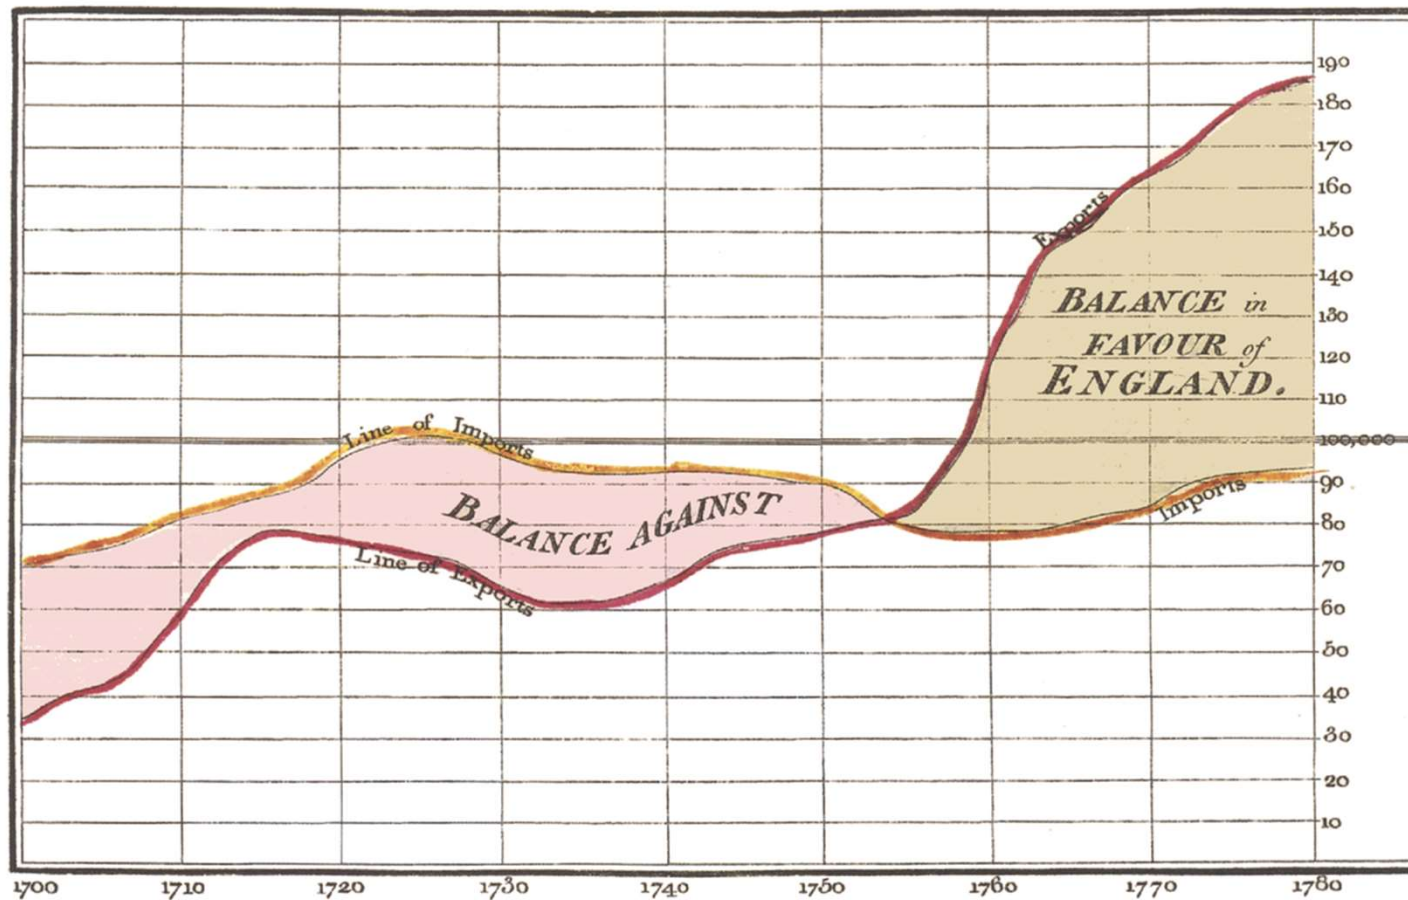 190
180
170
160
150
140
130
120
110
100,000
90
80
70
60
50
40
30
20
10
Exports
BALANCE in
FAVOUR of
ENGLAND.
Line of Imports
BALANCE AGAINST
Imports
Line of Exports
1700 1710 1720 1730 1740 1750 1760 1770 1780